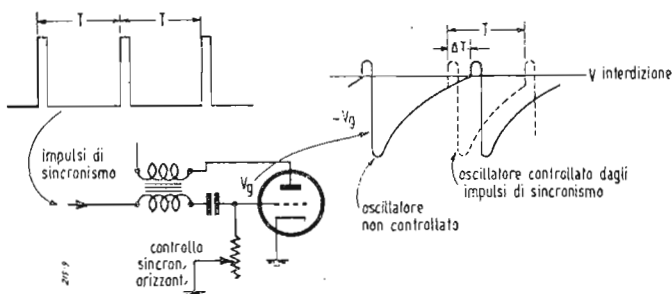 T
T
T
ΔT
V interdizione
-Vg
impulsi di
sincronismo
Vg
oscillatore controllato dagli
impulsi di sincronismo
oscillatore
non controllato
controllo
sincron.
orizzont.